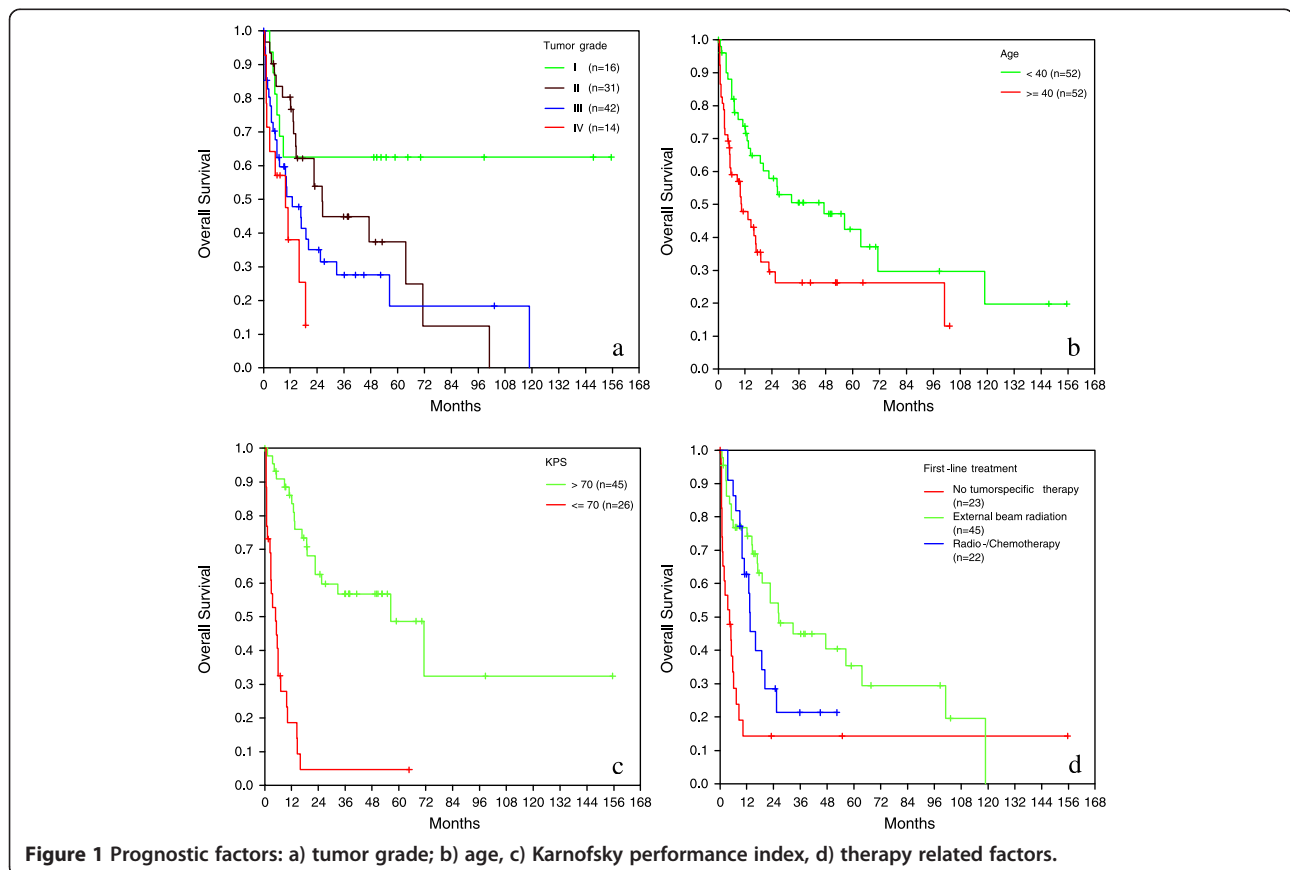 1.0
0.9
0.8
0.7
0.6
0.5
0.4
0.3
0.2
0.1
0.0
Overall Survival
0 12 24 36 48 60 72 84 96 108 120 132 144 156 168
Months
Tumor grade
I (n=16)
II (n=31)
III (n=42)
IV (n=14)
a
1.0
0.9
0.8
0.7
0.6
0.5
0.4
0.3
0.2
0.1
0.0
Overall Survival
0 12 24 36 48 60 72 84 96 108 120 132 144 156 168
Months
Age
< 40 (n=52)
>= 40 (n=52)
b
1.0
0.9
0.8
0.7
0.6
0.5
0.4
0.3
0.2
0.1
0.0
Overall Survival
0 12 24 36 48 60 72 84 96 108 120 132 144 156 168
Months
KPS
> 70 (n=45)
<= 70 (n=26)
c
1.0
0.9
0.8
0.7
0.6
0.5
0.4
0.3
0.2
0.1
0.0
Overall Survival
0 12 24 36 48 60 72 84 96 108 120 132 144 156 168
Months
First-line treatment
No tumorspecific therapy
(n=23)
External beam radiation
(n=45)
Radio-/Chemotherapy
(n=22)
d
Figure 1 Prognostic factors: a) tumor grade; b) age, c) Karnofsky performance index, d) therapy related factors.